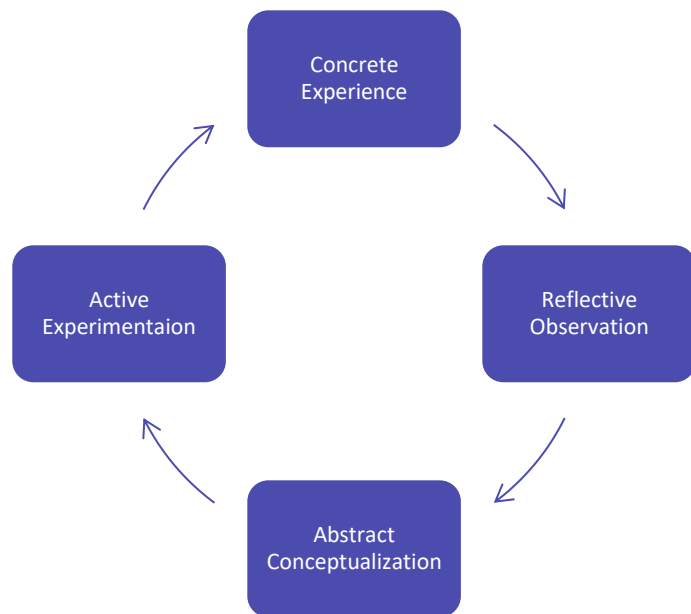 Concrete
Experience
Reflective
Observation
Abstract
Conceptualization
Active
Experimentaion